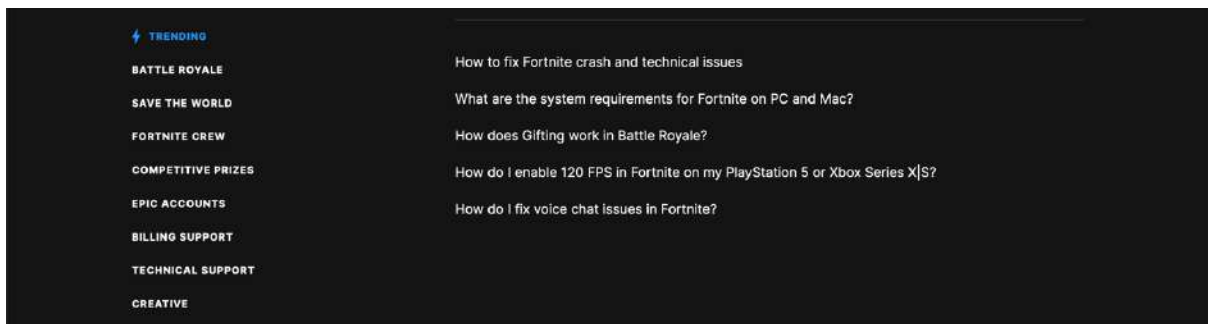 TRENDING
BATTLE ROYALE
SAVE THE WORLD
FORTNITE CREW
COMPETITIVE PRIZES
EPIC ACCOUNTS
BILLING SUPPORT
TECHNICAL SUPPORT
CREATIVE
How to fix Fortnite crash and technical issues
What are the system requirements for Fortnite on PC and Mac?
How does Gifting work in Battle Royale?
How do I enable 120 FPS in Fortnite on my PlayStation 5 or Xbox Series X|S?
How do I fix voice chat issues in Fortnite?